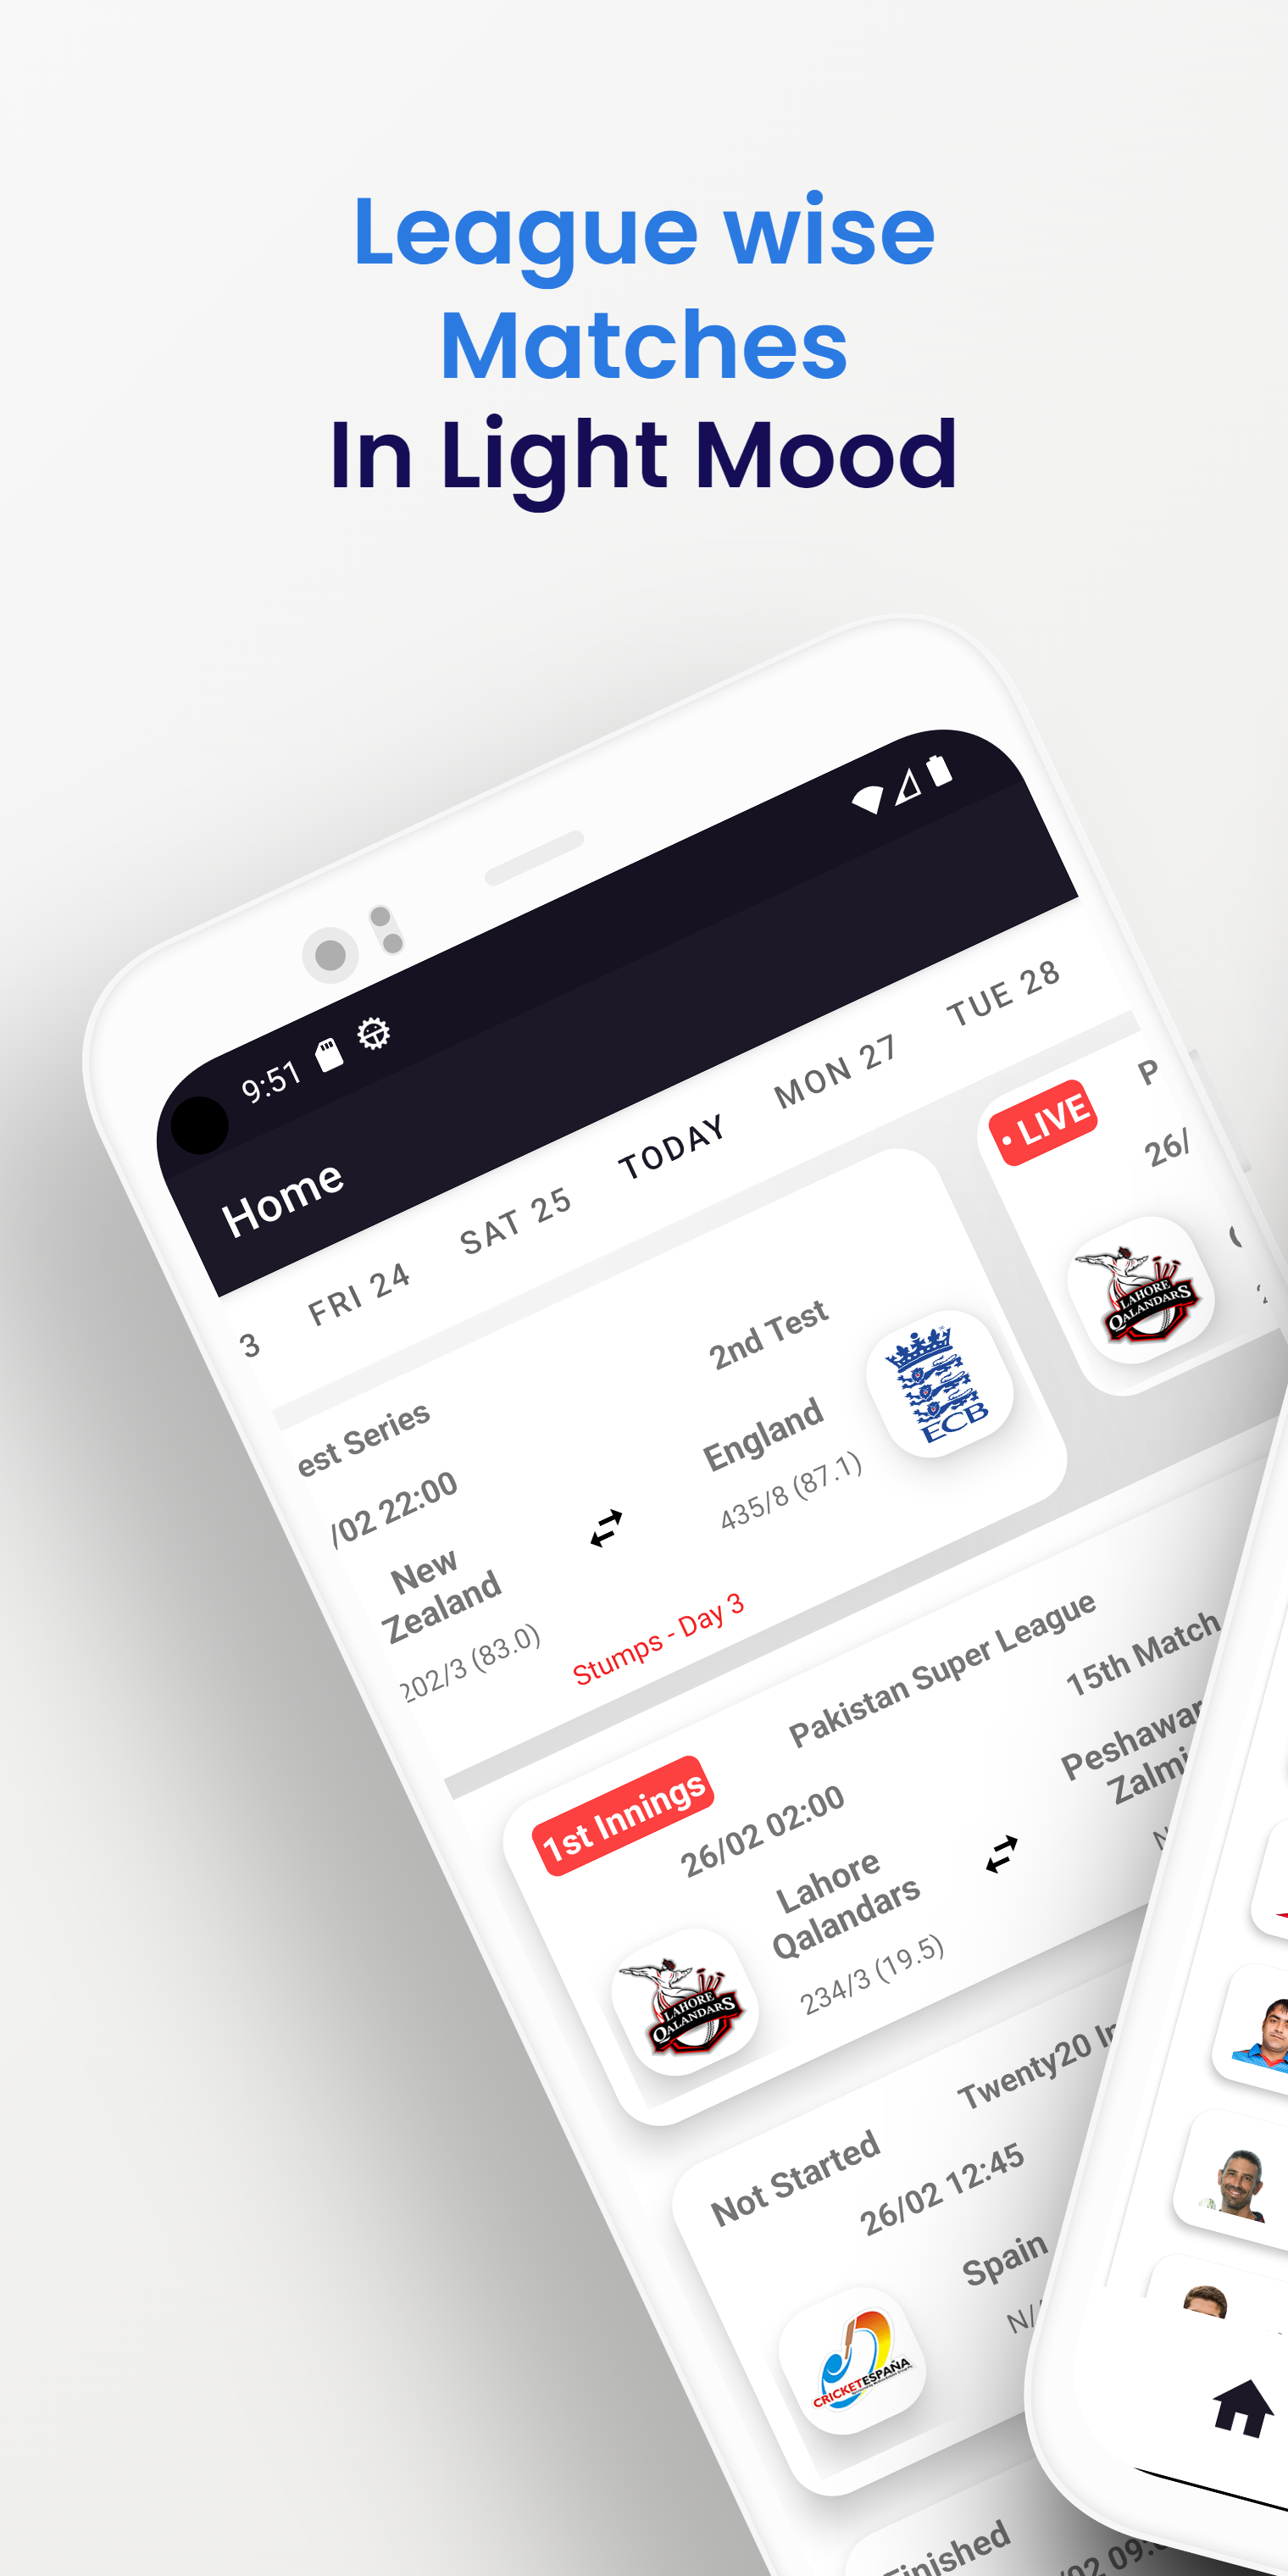 League wise
Matches
In Light Mood
9:51
Home
3 FRI 24 SAT 25 TODAY MON 27 TUE 28
est Series 2nd Test
/02 22:00
New
Zealand
202/3 (83.0)
England
435/8 (87.1)
ECB
Stumps - Day 3
• LIVE P
26/
LAHORE
QALANDARS
1st Innings Pakistan Super League
26/02 02:00 15th Match
Lahore
Qalandars
234/3 (19.5)
Peshawar
Zalmi
LAHORE
QALANDARS
Not Started Twenty20 In
26/02 12:45
Spain
N/
CRICKETESPAÑA
Finished
/02 09: